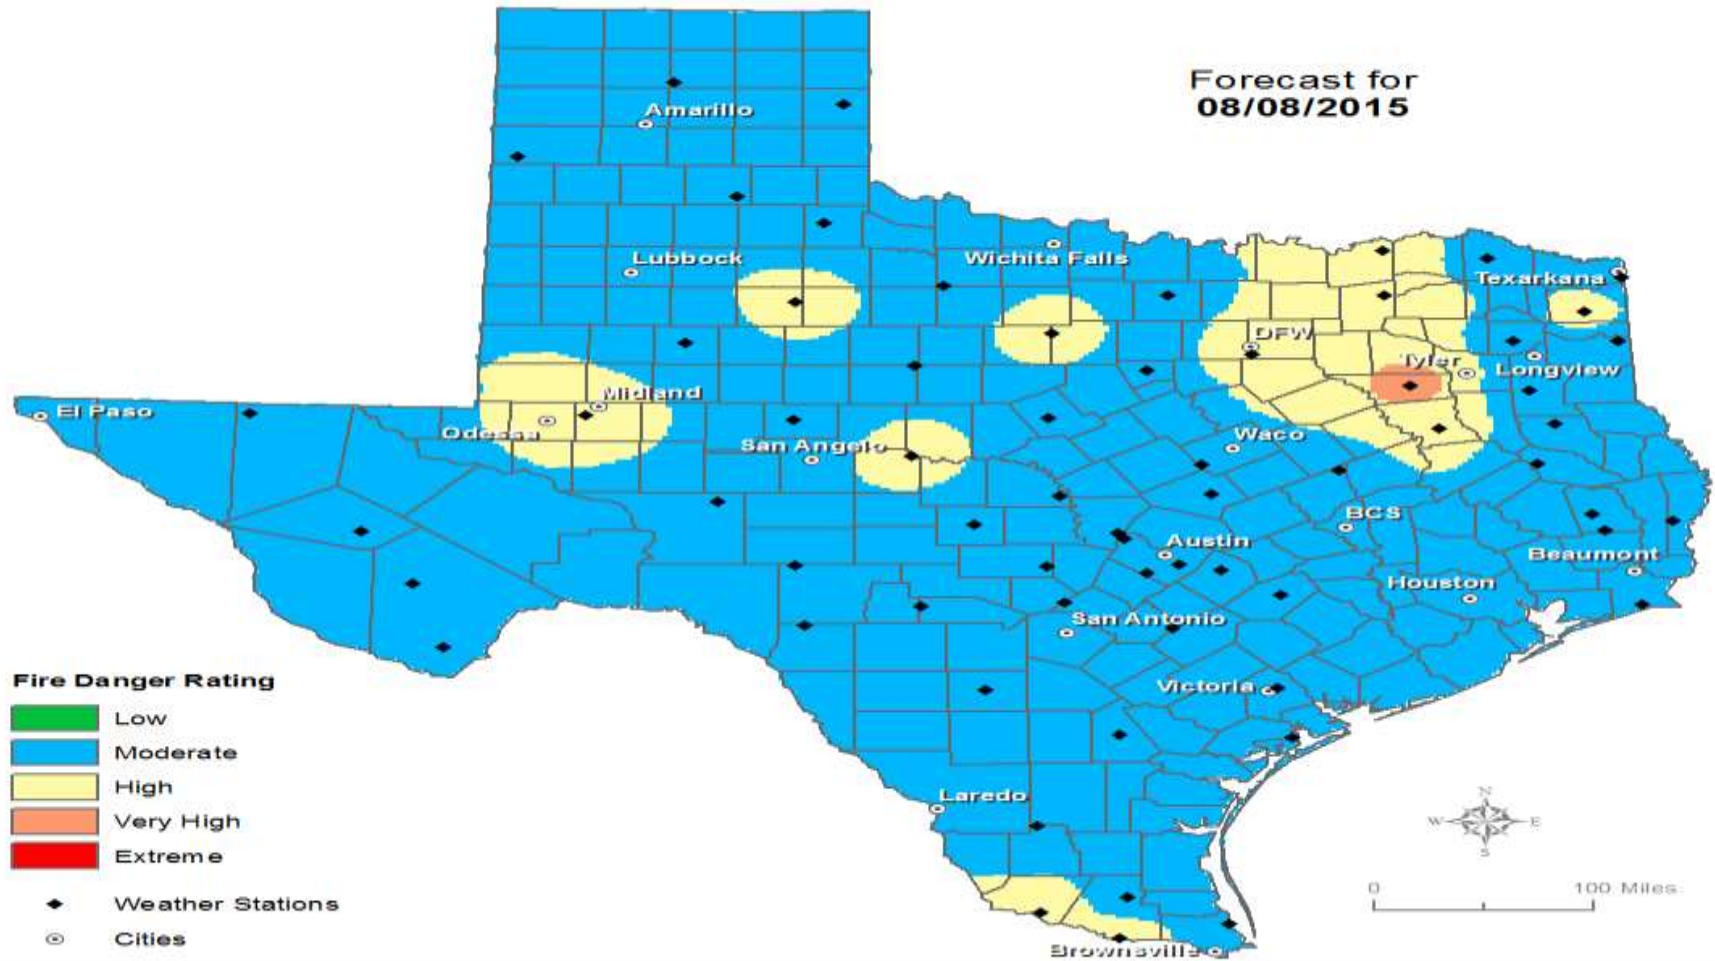 Forecast for
08/08/2015
Amarillo
Lubbock
Wichita Falls
Texarkana
DFW
Tyler
Longview
Midland
El Paso
Odessa
San Angelo
Waco
BCS
Austin
Beaumont
Houston
San Antonio
Victoria
Laredo
Brownsville
Fire Danger Rating
Low
Moderate
High
Very High
Extreme
Weather Stations
Cities
N
W E
S
0 100 Miles